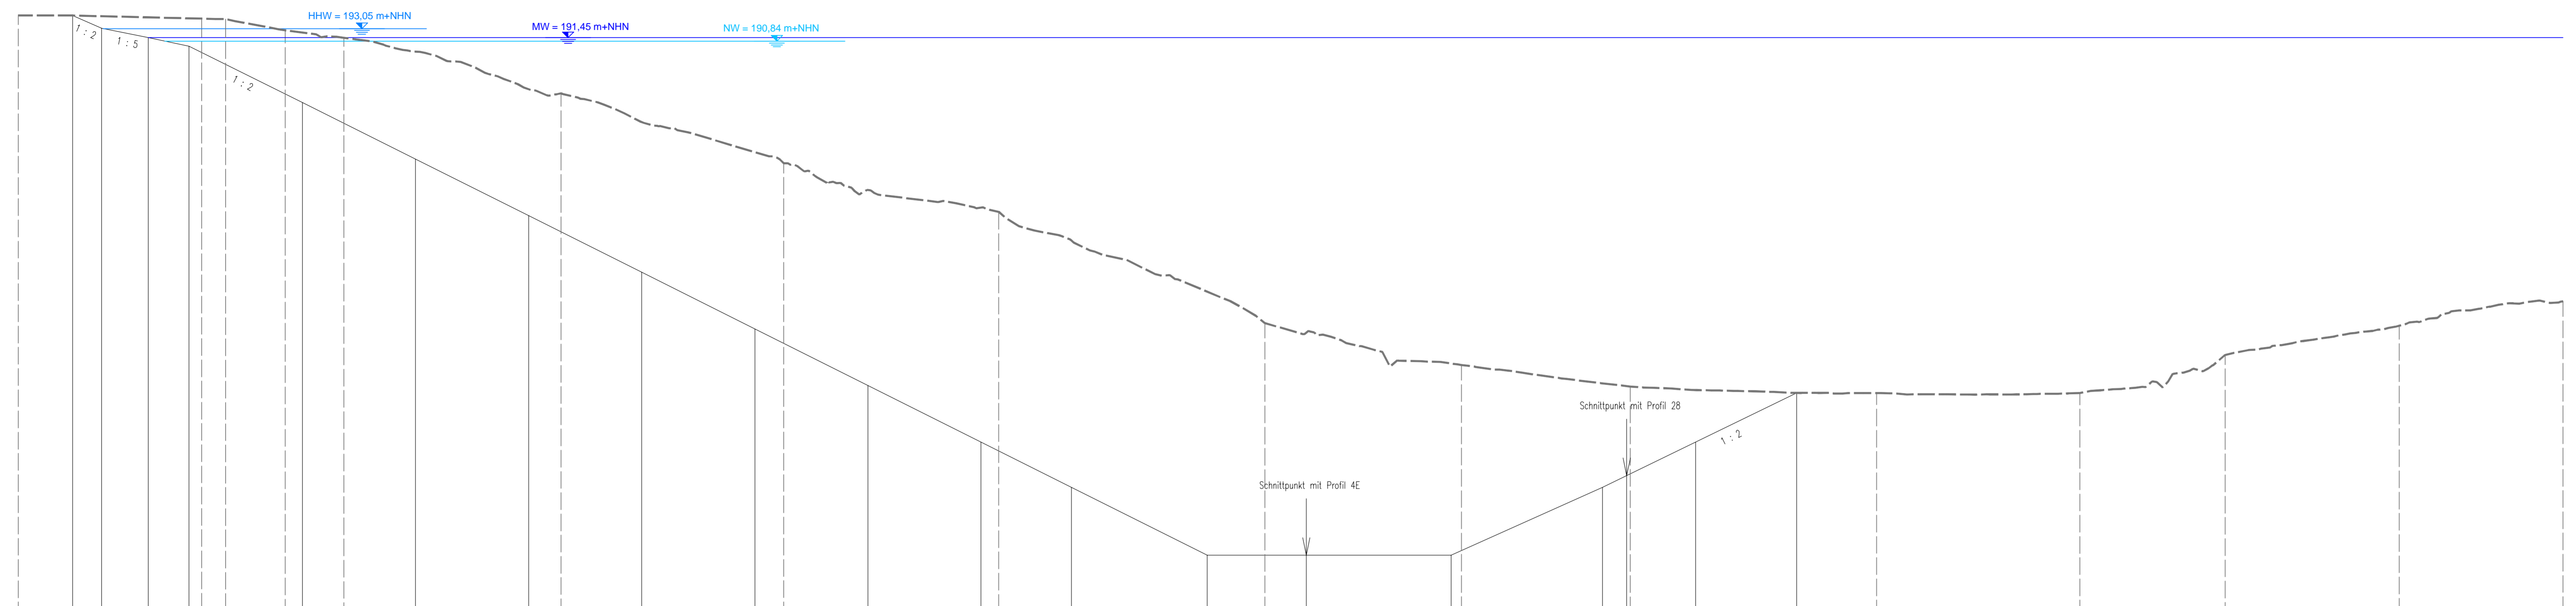 HHW = 193,05 m+NHN
MW = 191,45 m+NHN
NW = 190,84 m+NHN
1 : 2
1 : 5
1 : 2
Schnittpunkt mit Profil 28
1 : 2
Schnittpunkt mit Profil 4E